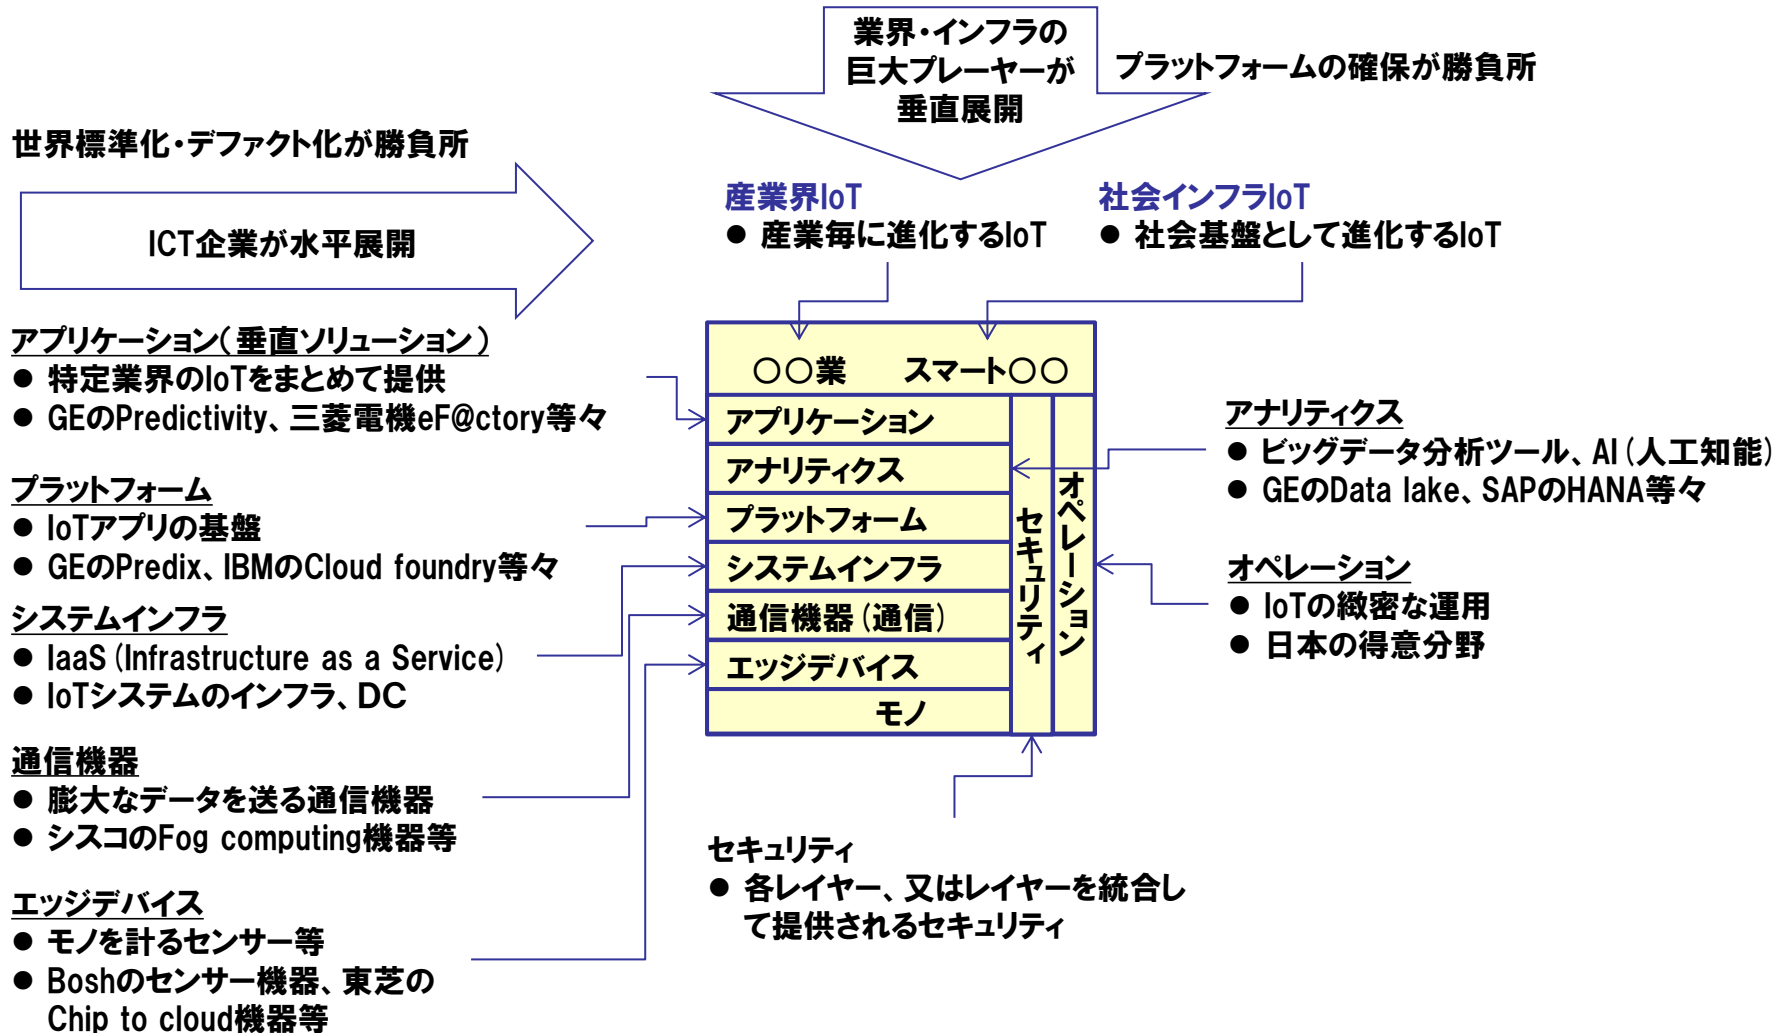 業界・インフラの
巨大プレーヤーが
垂直展開
プラットフォームの確保が勝負所
世界標準化・デファクト化が勝負所
ICT企業が水平展開
産業界IoT
● 産業毎に進化するIoT
社会インフラIoT
● 社会基盤として進化するIoT
アプリケーション(垂直ソリューション)
● 特定業界のIoTをまとめて提供
● GEのPredictivity、三菱電機eF@ctory等々
プラットフォーム
● IoTアプリの基盤
● GEのPredix、IBMのCloud foundry等々
システムインフラ
● IaaS(Infrastructure as a Service)
● IoTシステムのインフラ、DC
通信機器
● 膨大なデータを送る通信機器
● シスコのFog computing機器等
エッジデバイス
● モノを計るセンサー等
● Boshのセンサー機器、東芝の
Chip to cloud機器等
○○業 スマート○○
アプリケーション
アナリティクス
プラットフォーム
システムインフラ
通信機器(通信)
エッジデバイス
モノ
セキュリティ
オペレーション
アナリティクス
● ビッグデータ分析ツール、AI(人工知能)
● GEのData lake、SAPのHANA等々
オペレーション
● IoTの緻密な運用
● 日本の得意分野
セキュリティ
● 各レイヤー、又はレイヤーを統合し
て提供されるセキュリティ